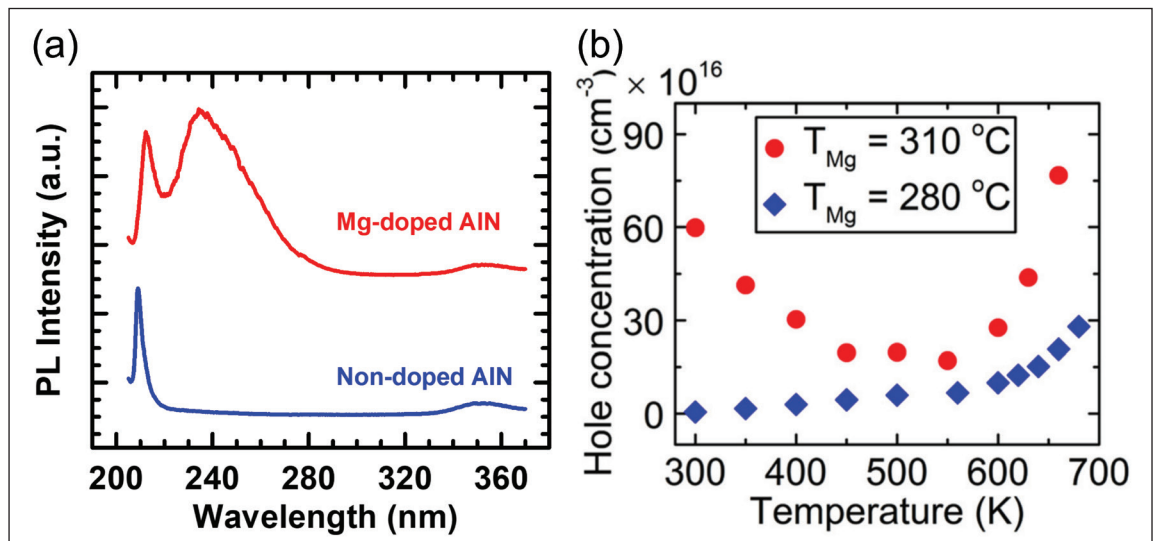 (a)
PL Intensity (a.u.)
Mg-doped AlN
Non-doped AlN
200 240 280 320 360
Wavelength (nm)
(b)
× 10^16
Hole concentration (cm^-3)
90
60
30
0
T_Mg = 310 °C
T_Mg = 280 °C
300 400 500 600 700
Temperature (K)